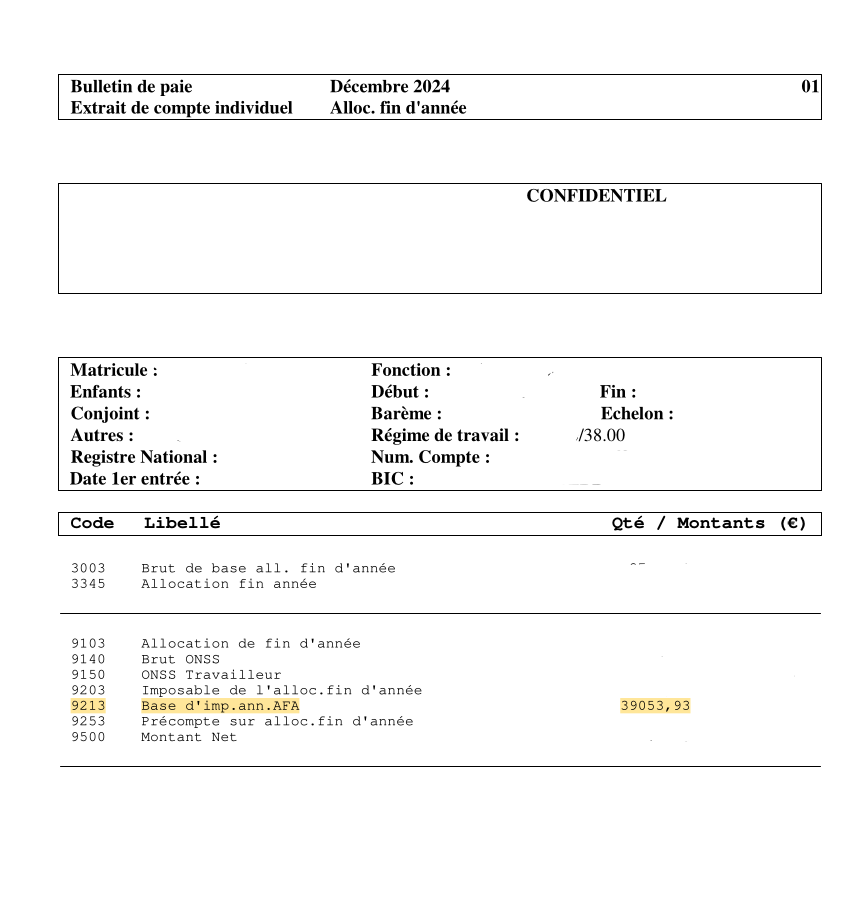 Bulletin de paie Décembre 2024 01
Extrait de compte individuel Alloc. fin d'année
CONFIDENTIEL
Matricule : Fonction :
Enfants : Début : Fin :
Conjoint : Barème : Echelon :
Autres : Régime de travail : /38.00
Registre National : Num. Compte :
Date 1er entrée : BIC :
Code Libellé Qté / Montants (€)
3003 Brut de base all. fin d'année
3345 Allocation fin année
9103 Allocation de fin d'année
9140 Brut ONSS
9150 ONSS Travailleur
9203 Imposable de l'alloc.fin d'année
9213 Base d'imp.ann.AFA 39053,93
9253 Précompte sur alloc.fin d'année
9500 Montant Net